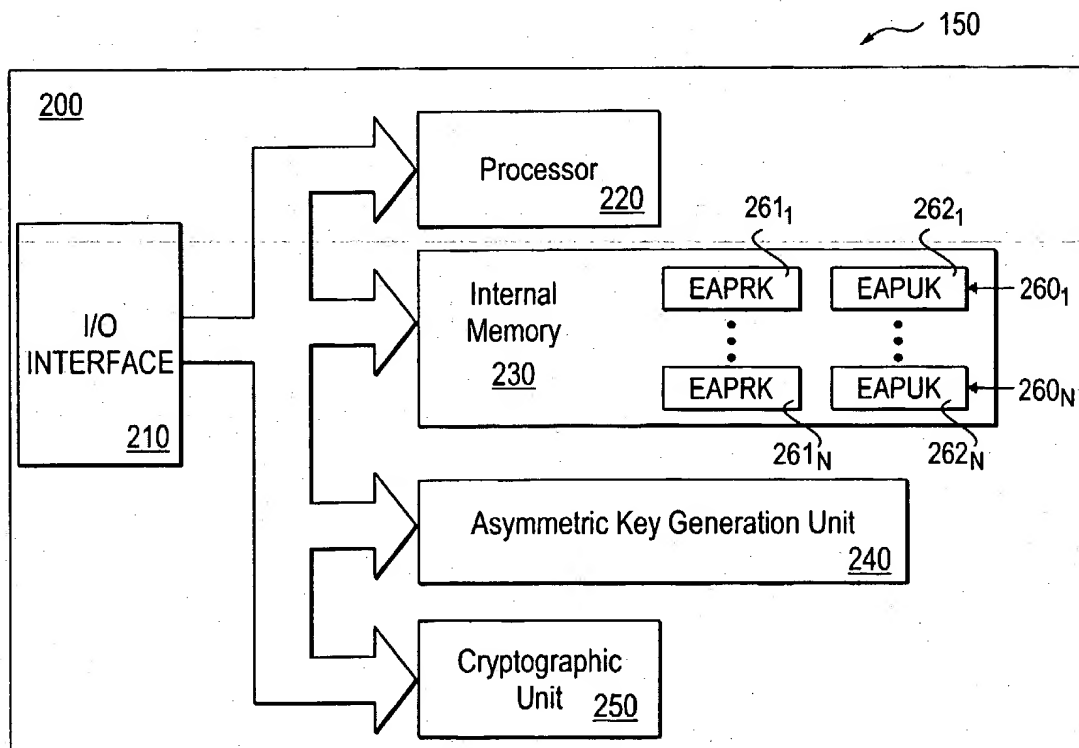 150
200
Processor
220
I/O
INTERFACE
210
Internal
Memory
230
261₁
262₁
EAPRK
EAPUK
260₁
EAPRK
EAPUK
260N
261N
262N
Asymmetric Key Generation Unit
240
Cryptographic
Unit
250